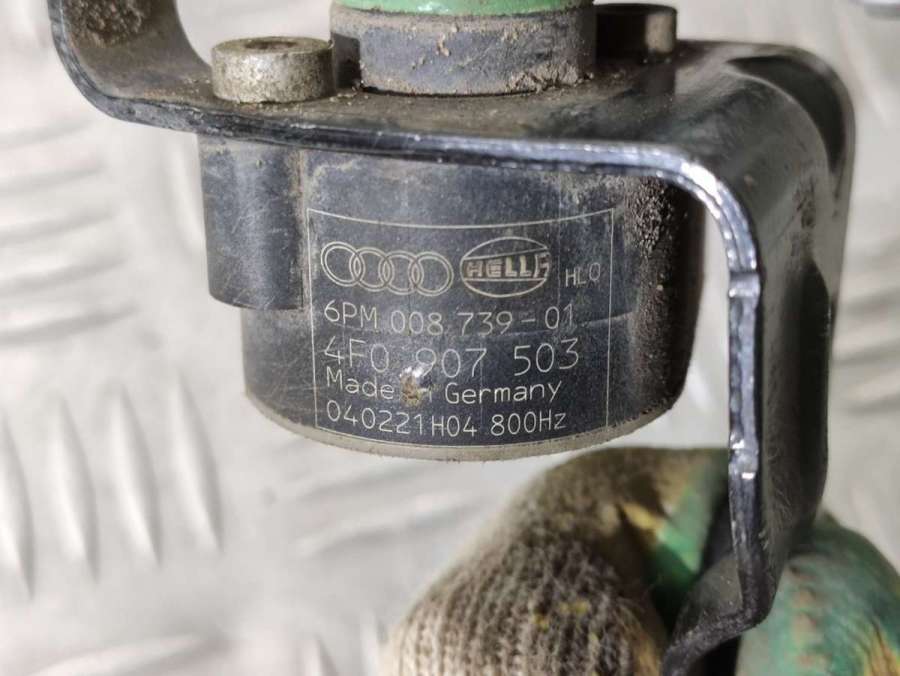 HELLA HLO
6PM 008 739-01
4F0 907 503
Made in Germany
040221H04 800Hz